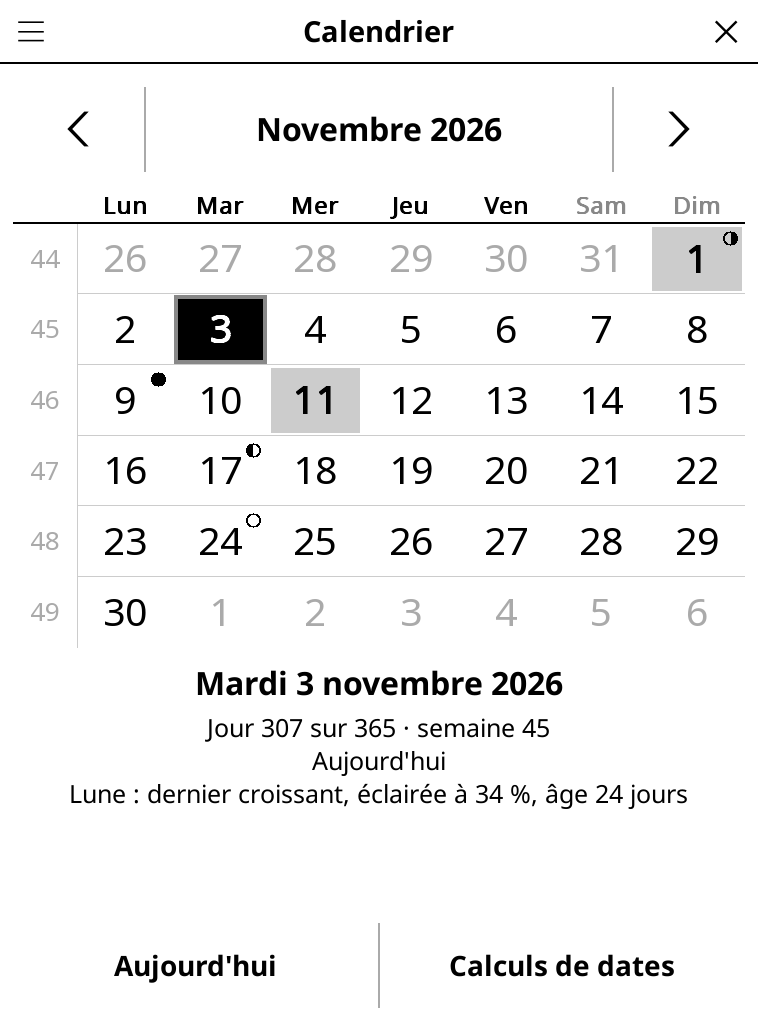 Calendrier
Novembre 2026
Lun Mar Mer Jeu Ven Sam Dim
44 26 27 28 29 30 31 1
45 2 3 4 5 6 7 8
46 9 10 11 12 13 14 15
47 16 17 18 19 20 21 22
48 23 24 25 26 27 28 29
49 30 1 2 3 4 5 6
Mardi 3 novembre 2026
Jour 307 sur 365 · semaine 45
Aujourd'hui
Lune : dernier croissant, éclairée à 34 %, âge 24 jours
Aujourd'hui Calculs de dates